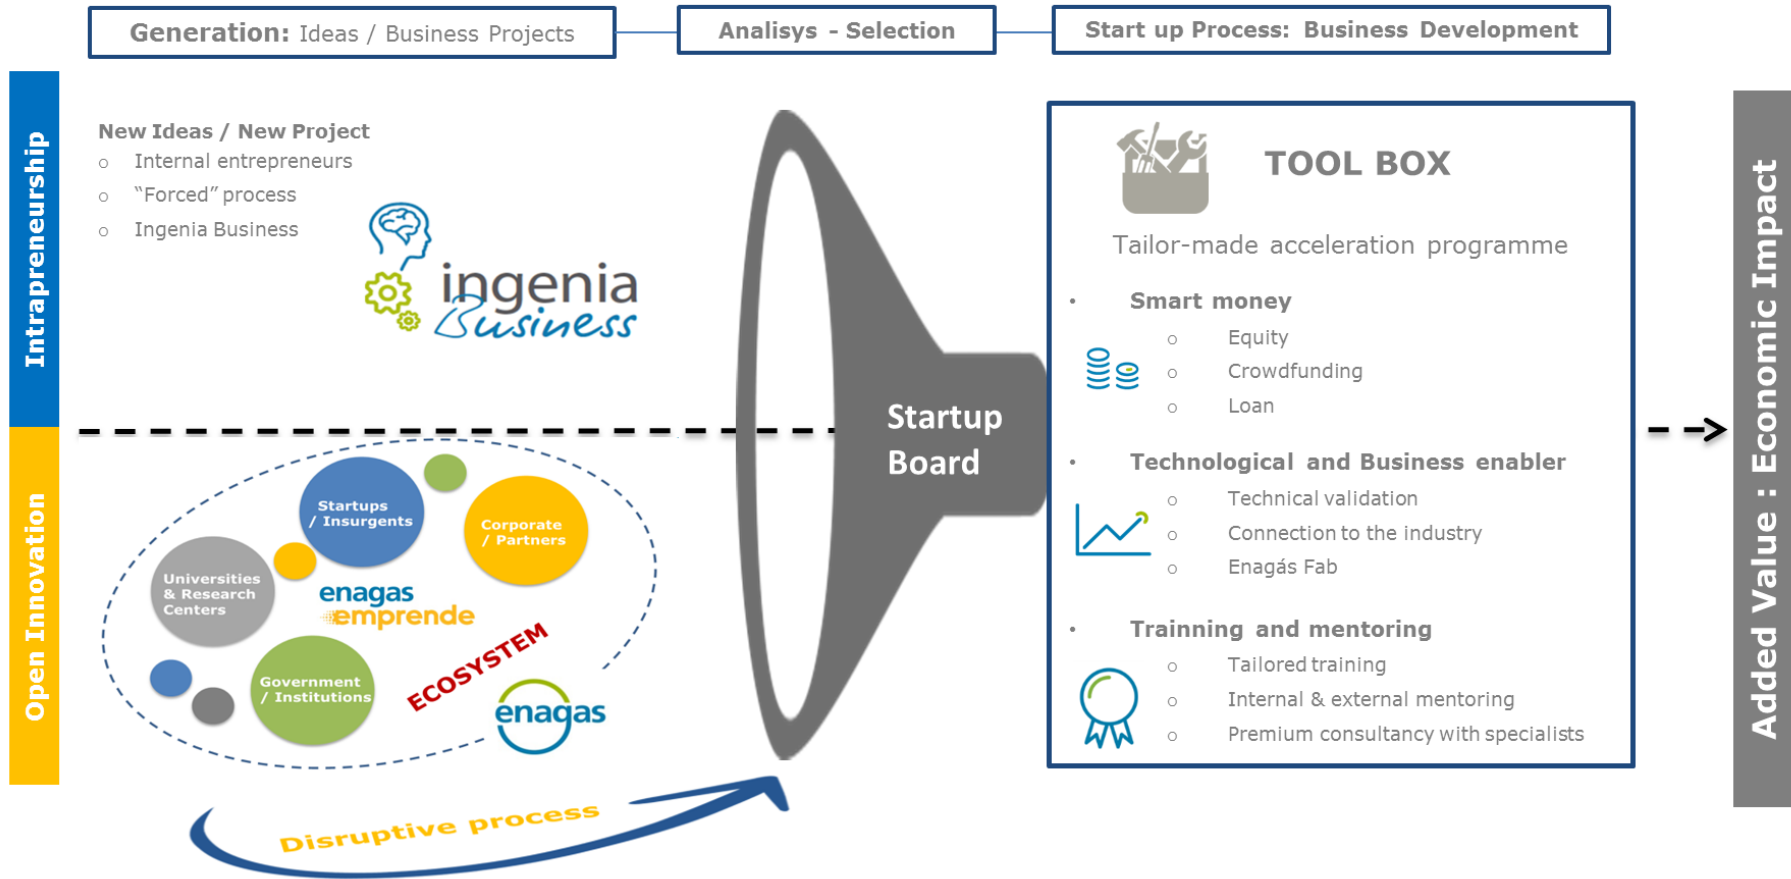 Generation: Ideas / Business Projects
Analisys - Selection
Start up Process: Business Development
Intrapreneurship
New Ideas / New Project
o Internal entrepreneurs
o “Forced” process
o Ingenia Business
ingenia
Business
Open Innovation
Startups
/ Insurgents
Corporate
/ Partners
Universities
& Research
Centers
enagas
emprende
Government
/ Institutions
ECOSYSTEM
enagas
Disruptive process
Startup
Board
TOOL BOX
Tailor-made acceleration programme
• Smart money
o Equity
o Crowdfunding
o Loan
• Technological and Business enabler
o Technical validation
o Connection to the industry
o Enagás Fab
• Trainning and mentoring
o Tailored training
o Internal & external mentoring
o Premium consultancy with specialists
Added Value : Economic Impact